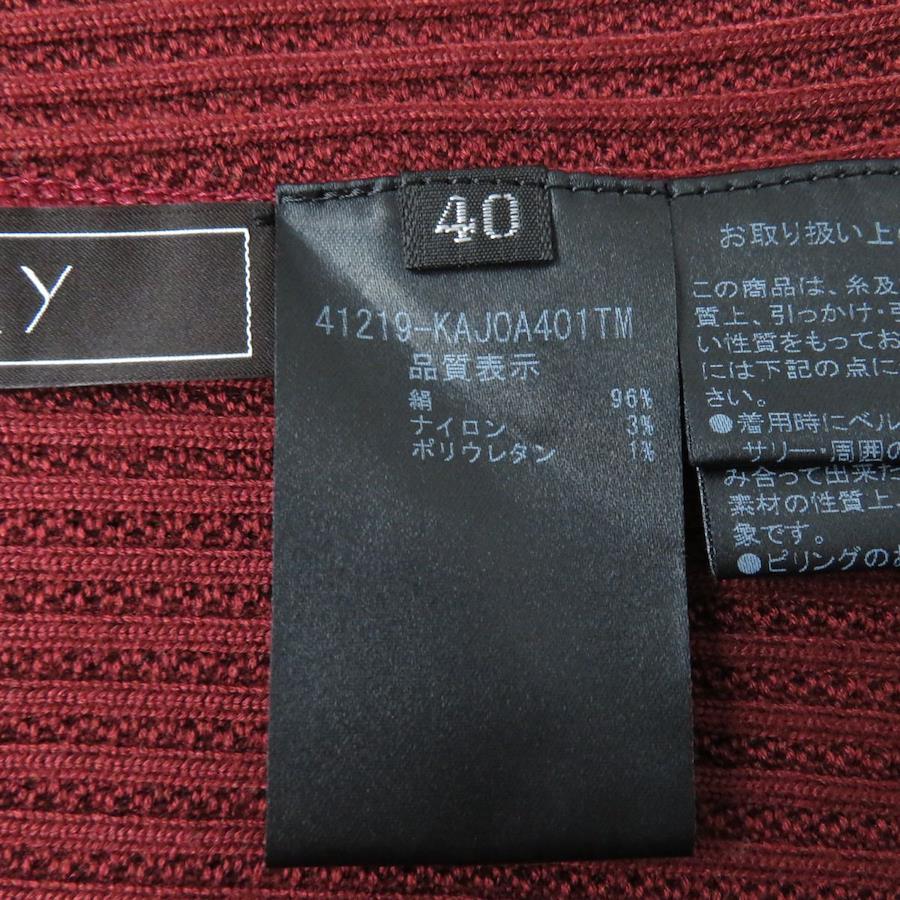 Y
40
41219-KAJ0A401TM
品質表示
絹 96%
ナイロン 3%
ポリウレタン 1%
お取り扱い上の
この商品は、糸及
質上、引っかけ・引
い性質をもってお
には下記の点に
さい。
●着用時にベル
サリー・周囲の
み合って出来た
素材の性質上、
象です。
●ピリングのお